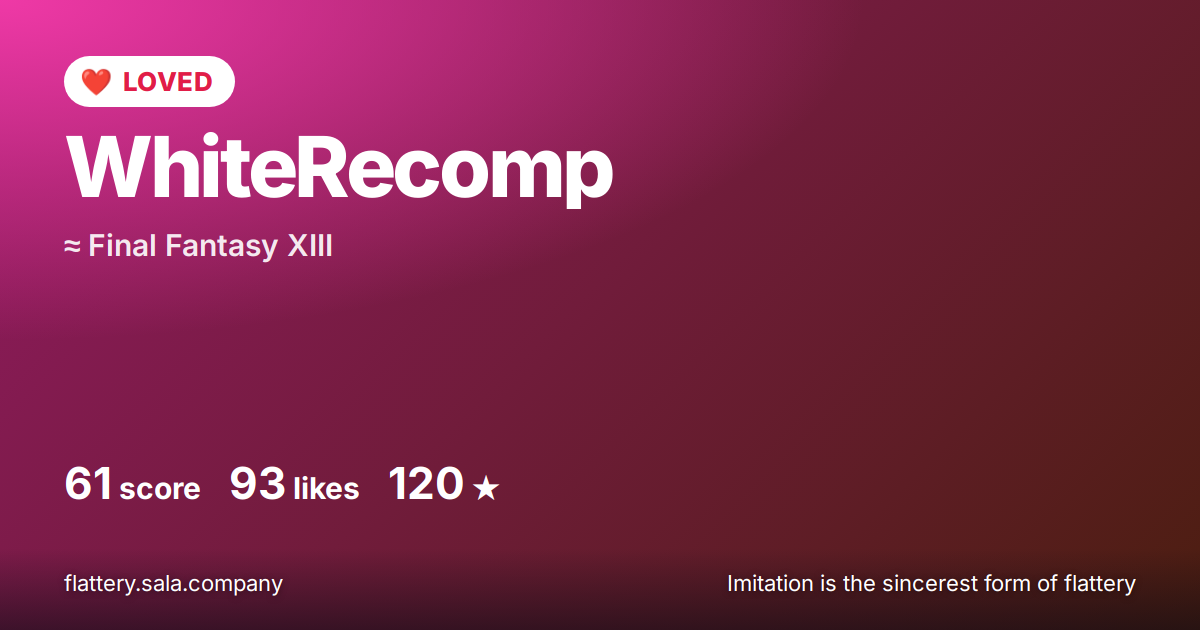 ❤️ LOVED
WhiteRecomp
≈ Final Fantasy XIII
61 score 93 likes 120 ★
flattery.sala.company
Imitation is the sincerest form of flattery